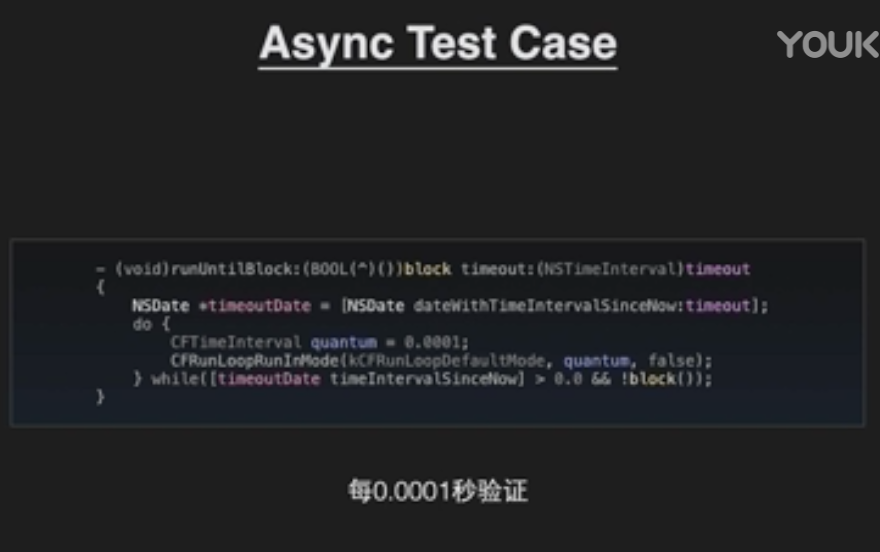 Async Test Case
YOUK
- (void)runUntilBlock:(BOOL(^)())block timeout:(NSTimeInterval)timeout
{
NSDate *timeoutDate = [NSDate dateWithTimeIntervalSinceNow:timeout];
do {
CFTimeInterval quantum = 0.0001;
CFRunLoopRunInMode(kCFRunLoopDefaultMode, quantum, false);
} while([timeoutDate timeIntervalSinceNow] > 0.0 && !block());
}
每0.0001秒验证